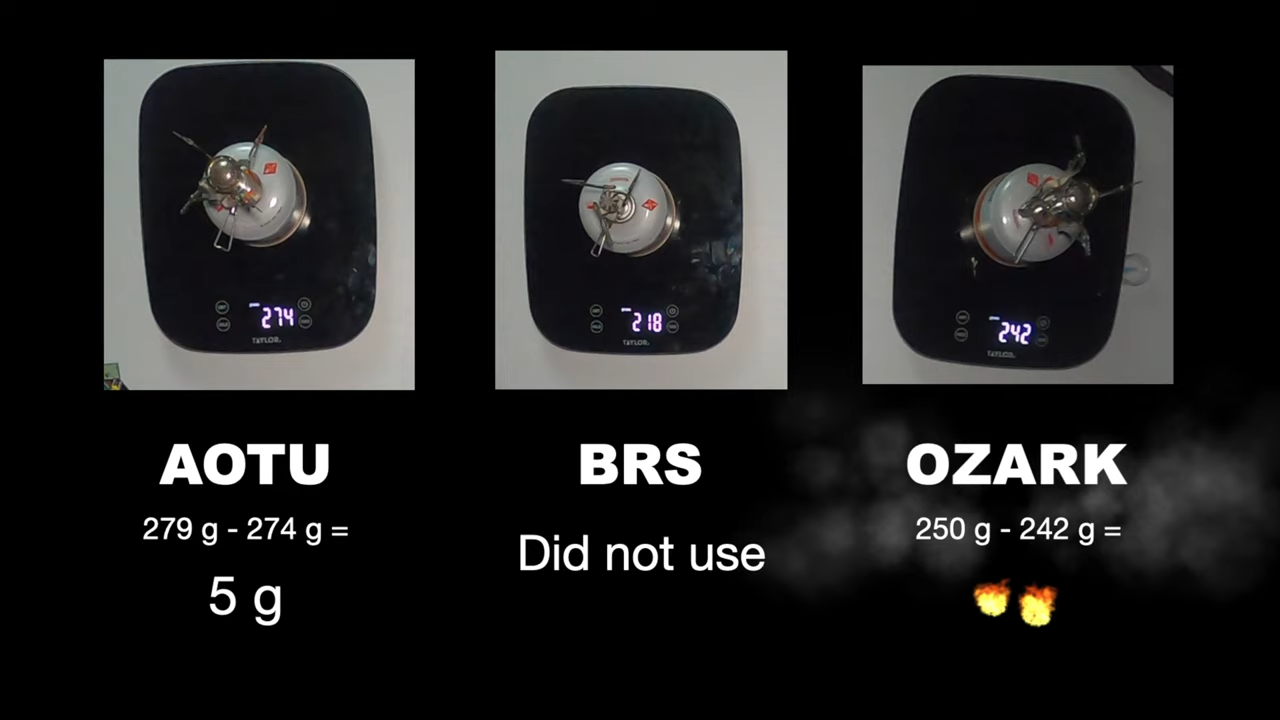 274
TAYLOR
218
TAYLOR
242
TAYLOR
AOTU
279 g - 274 g =
5 g
BRS
Did not use
OZARK
250 g - 242 g =